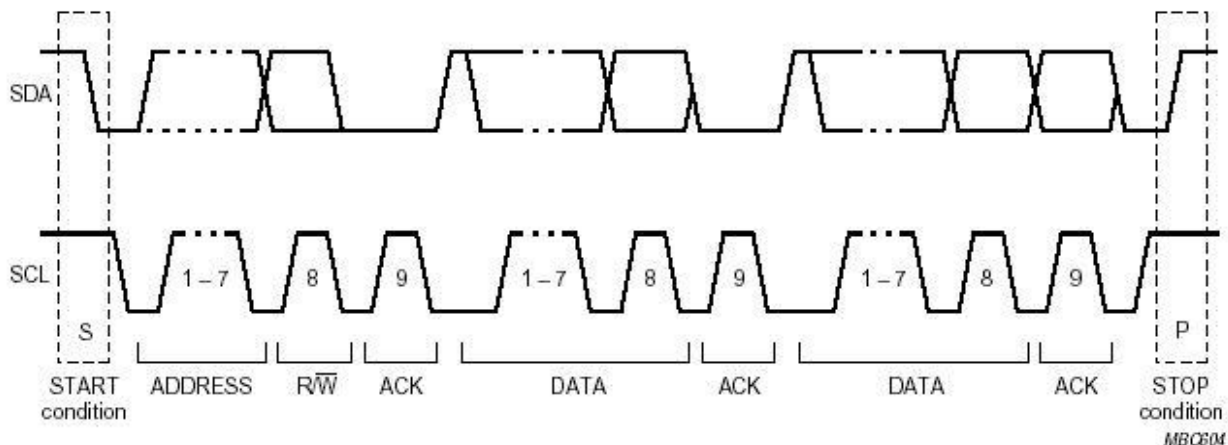 SDA
SCL
1 – 7 8 9 1 – 7 8 9 1 – 7 8 9
S P
START condition
ADDRESS
R/W̅
ACK
DATA
ACK
DATA
ACK
STOP condition
MBC604